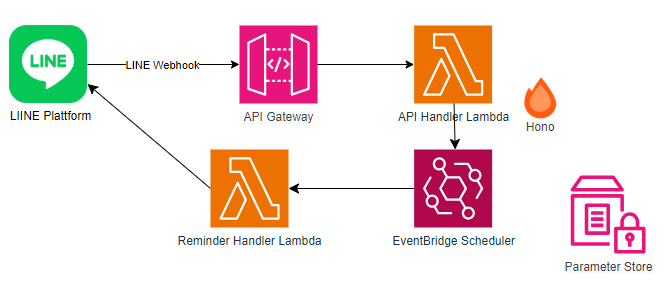 LINE
LINE Webhook
LIINE Plattform
API Gateway
API Handler Lambda
Hono
Reminder Handler Lambda
EventBridge Scheduler
Parameter Store